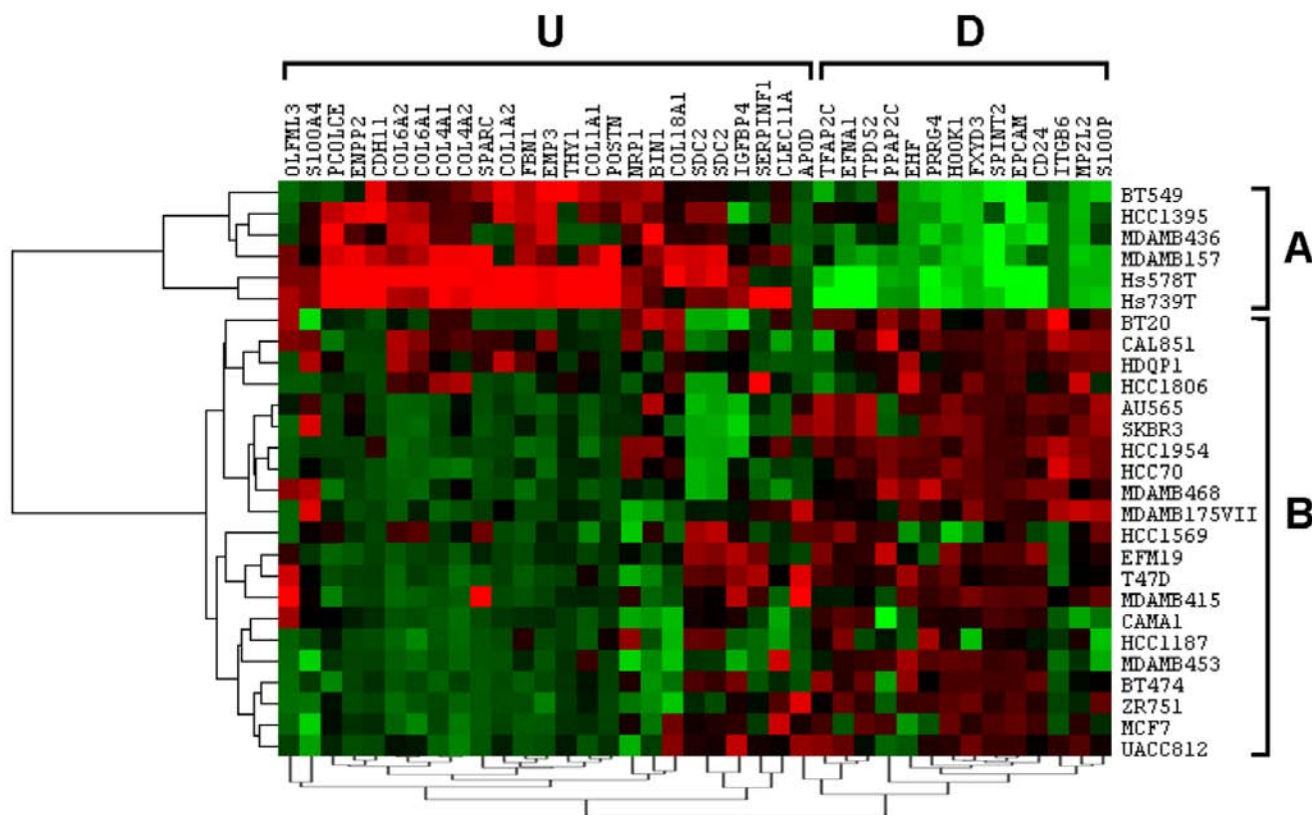 U D
OLFML3
S100A4
PCOLCE
ENPP2
CDH11
COL6A2
COL6A1
COL4A1
COL4A2
SPARC
COL1A2
FBN1
EMP3
THY1
COL1A1
POSTN
NRP1
BIN1
COL18A1
SDC2
SDC2
IGFBP4
SERPINF1
CLEC11A
APOD
TFAP2C
EFNA1
TPD52
PPAP2C
EHF
PRRG4
HOOK1
FXYD3
SPINT2
EPCAM
CD24
ITGB6
MPZL2
S100P
BT549
HCC1395
MDAMB436
MDAMB157
Hs578T
Hs739T
A
BT20
CAL851
HDQP1
HCC1806
AU565
SKBR3
HCC1954
HCC70
MDAMB468
MDAMB175VII
HCC1569
EFM19
T47D
MDAMB415
CAMA1
HCC1187
MDAMB453
BT474
ZR751
MCF7
UACC812
B